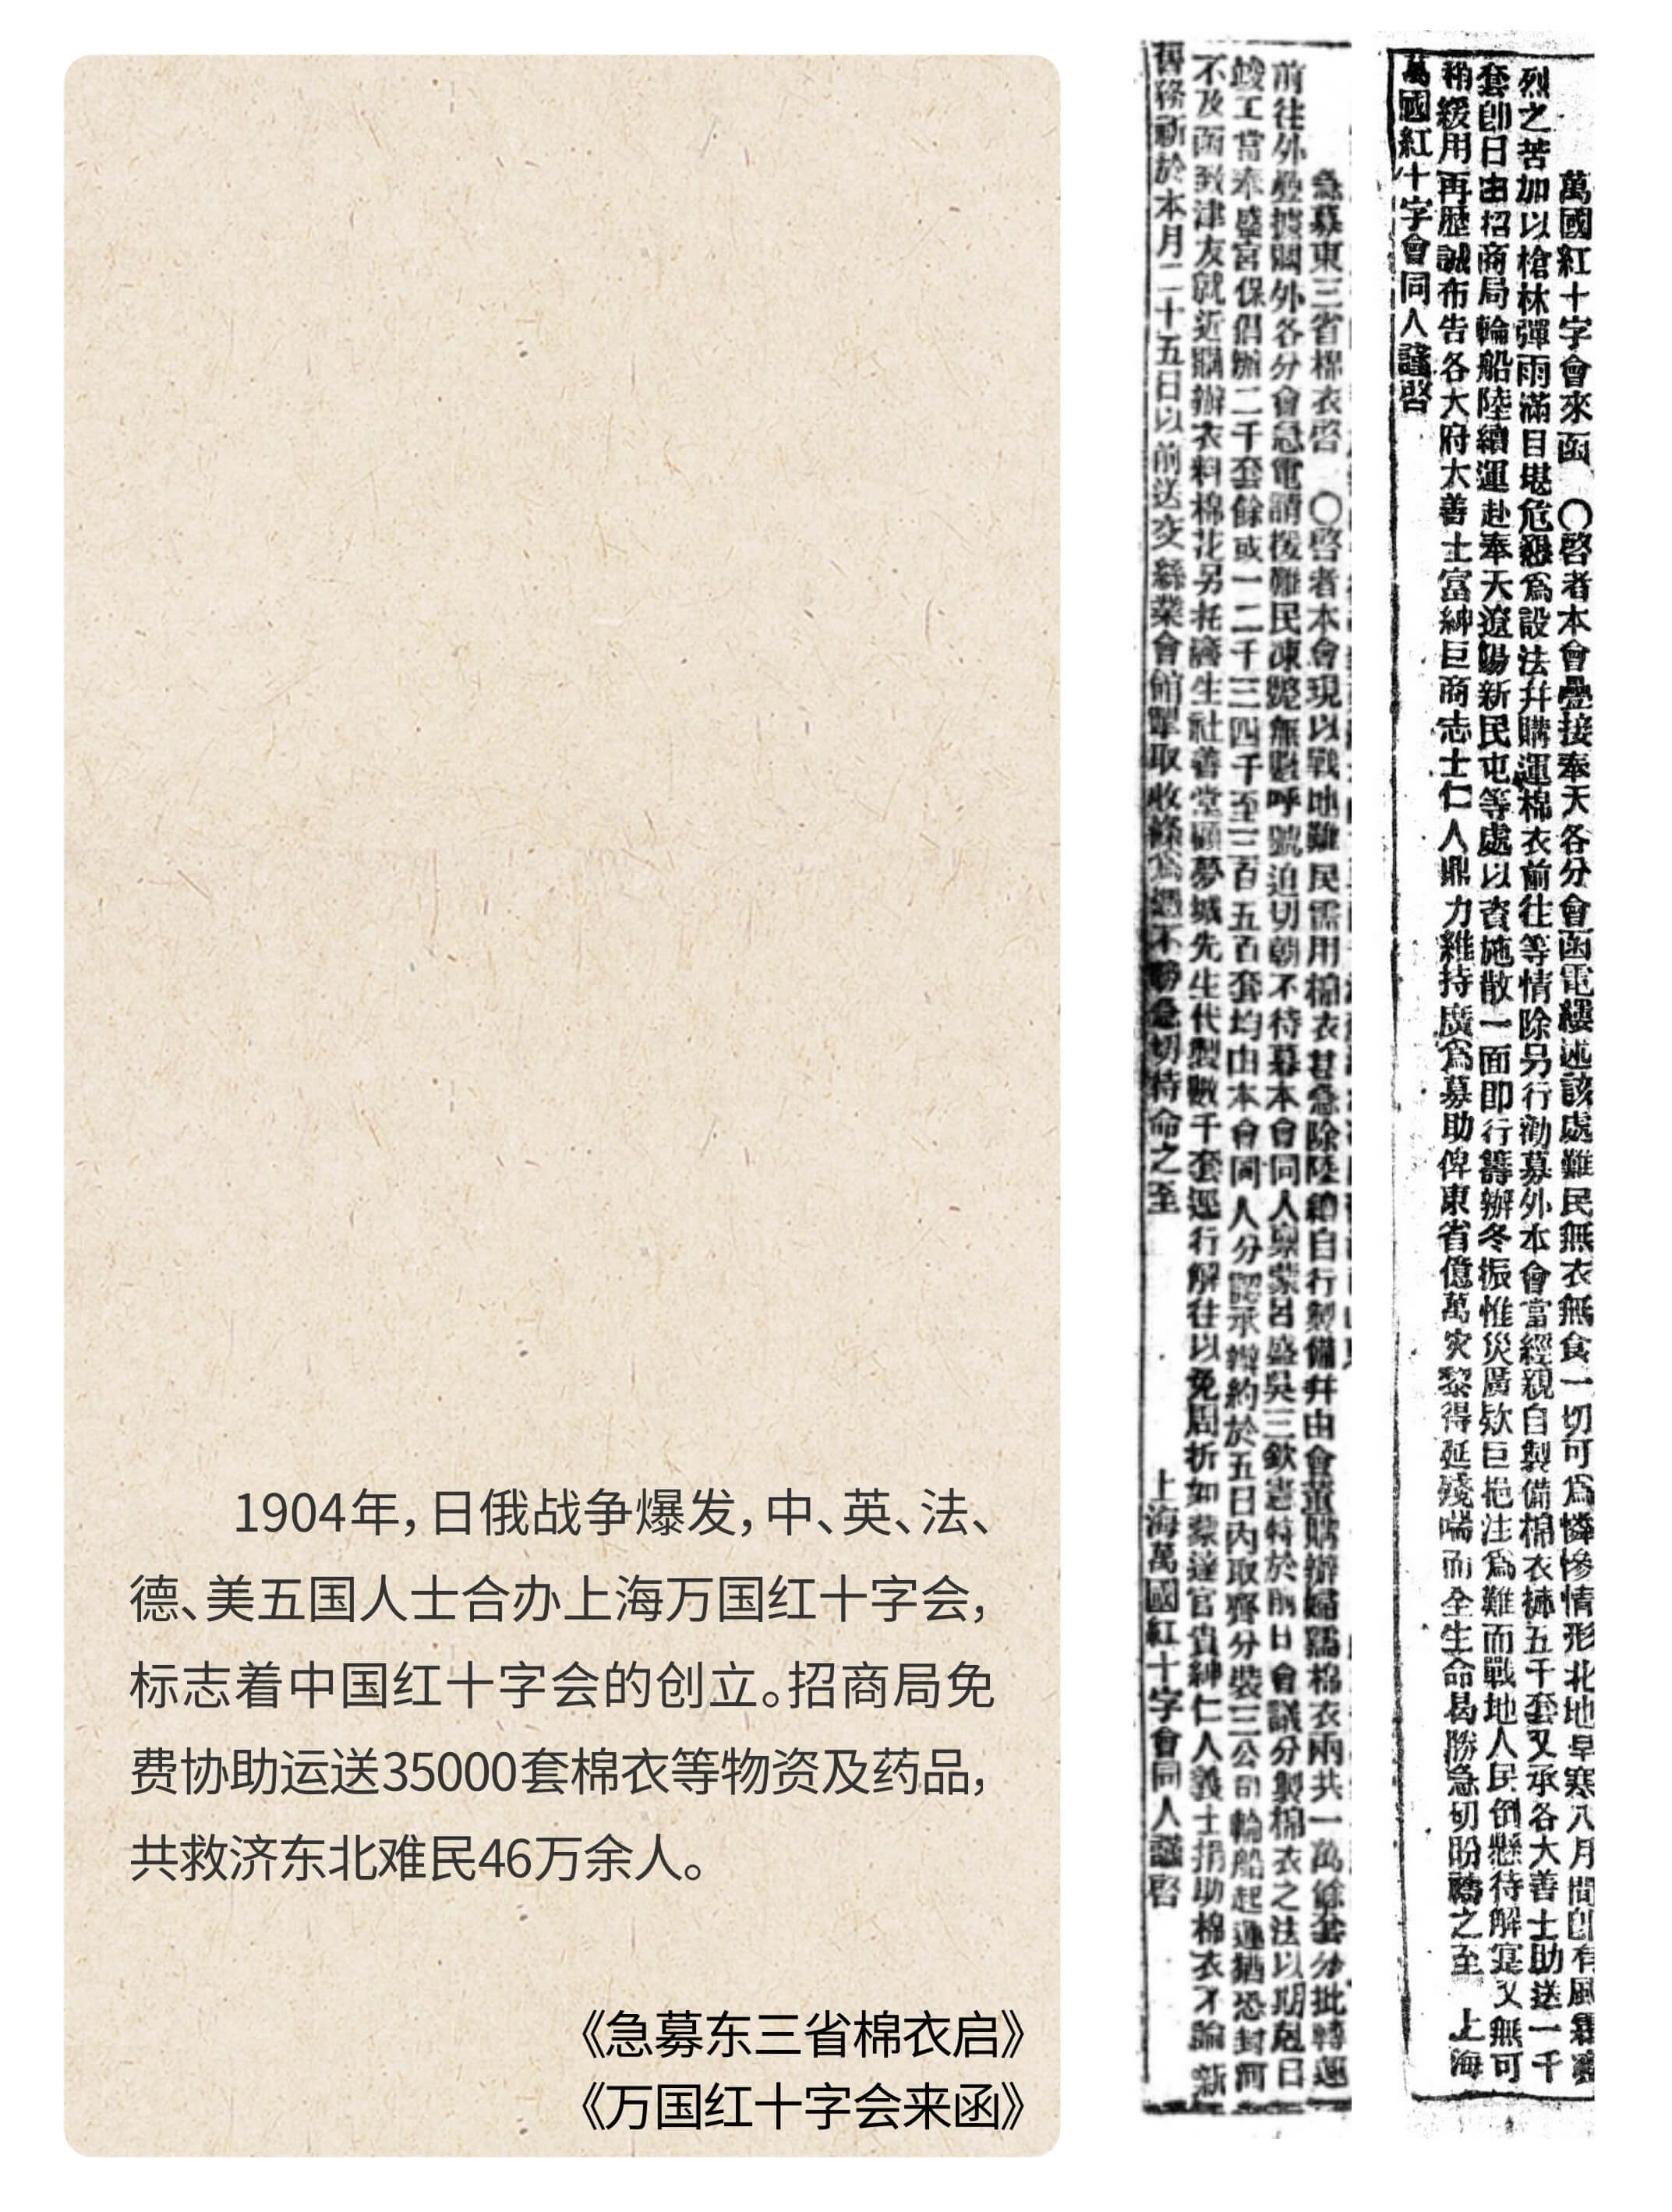 1904年，日俄战争爆发，中、英、法、
德、美五国人士合办上海万国红十字会，
标志着中国红十字会的创立。招商局免
费协助运送35000套棉衣等物资及药品，
共救济东北难民46万余人。
《急募东三省棉衣启》
《万国红十字会来函》
萬國紅十字會來函 〇啓者本會疊接奉天各分會函電縷述該處難民無衣無食一切可爲憐慘情形北地早寒八月間卽有風
烈之苦加以槍林彈雨滿目堪危懇爲設法幷購運棉衣前往等情除另行勸募外本會當經親自製備棉衣褲五千套又承各大善士助送一千
套卽日由招商局輪船陸續運赴奉天遼陽新民屯等處以資施散一面卽行籌辦冬振惟災廣欵巨挹注爲難而戰地人民倒懸待解寔又無可
稍緩用再歷誠布告各大府大善士富紳巨商志士仁人鼎力維持廣爲募助俾東省億萬灾黎得延殘喘而全生命曷勝急切盼禱之至 上海
萬國紅十字會同人謹啓
急募東三省棉衣啓 〇啓者本會現以戰地難民需用棉衣甚急除陸續自行製備幷由會董購辦婦孺棉衣兩共一萬餘套分批轉運
前往外疊據關外各分會急電請援難民凍斃無數呼號迫切朝不待暮本會同人稟蒙呂盛吳三欽憲特於前日會議分製棉衣之法以期尅日
竣工當奉盛宮保倡辦二千套餘或一二千三四千至三百五百套均由本會同人分認承辦約於五日內取齊分裝三公司輪船起運猶恐封河
不及函致津友就近購辦衣料棉花另托濟生社善堂顧夢城先生代製數千套逕行解往以免周折如蒙達官貴紳仁人義士捐助棉衣不論新
舊務祈於本月二十五日以前送交絲業會館掣取收條爲憑不勝急切待命之至 上海萬國紅十字會同人謹啓